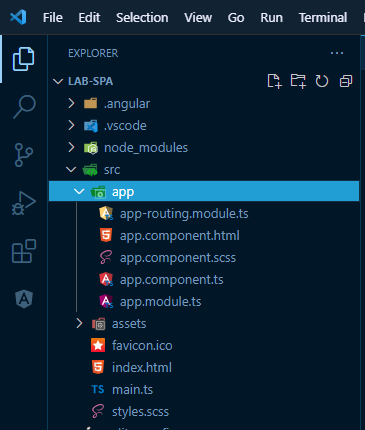 File Edit Selection View Go Run Terminal
EXPLORER
LAB-SPA
.angular
.vscode
node_modules
src
app
app-routing.module.ts
app.component.html
app.component.scss
app.component.ts
app.module.ts
assets
favicon.ico
index.html
TS main.ts
styles.scss